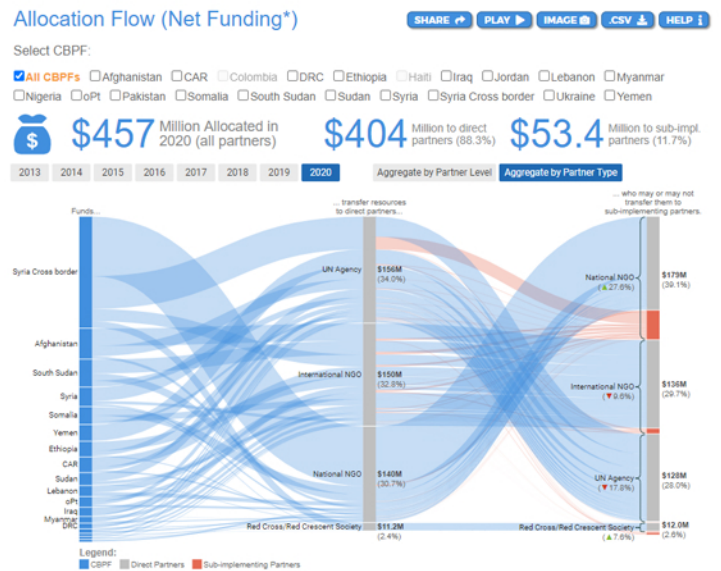 Allocation Flow (Net Funding*)
SHARE
PLAY
IMAGE
.CSV
HELP
Select CBPF:
All CBPFs Afghanistan CAR Colombia DRC Ethiopia Haiti Iraq Jordan Lebanon Myanmar
Nigeria oPt Pakistan Somalia South Sudan Sudan Syria Syria Cross border Ukraine Yemen
$457 Million Allocated in
2020 (all partners)
$404 Million to direct
partners (88.3%)
$53.4 Million to sub-impl.
partners (11.7%)
2013 2014 2015 2016 2017 2018 2019 2020
Aggregate by Partner Level Aggregate by Partner Type
Funds...
... transfer resources
to direct partners...
... who may or may not
transfer them to
sub-implementing partners.
Syria Cross border
Afghanistan
South Sudan
Syria
Somalia
Yemen
Ethiopia
CAR
Sudan
Lebanon
oPt
Iraq
Myanmar
DRC
UN Agency $156M
(34.0%)
International NGO $150M
(32.8%)
National NGO $140M
(30.7%)
Red Cross/Red Crescent Society $11.2M
(2.4%)
National NGO $179M
(▲27.6%) (39.1%)
International NGO $136M
(▼9.6%) (29.7%)
UN Agency $128M
(▼17.8%) (28.0%)
Red Cross/Red Crescent Society $12.0M
(▲7.6%) (2.6%)
Legend:
CBPF Direct Partners Sub-implementing Partners